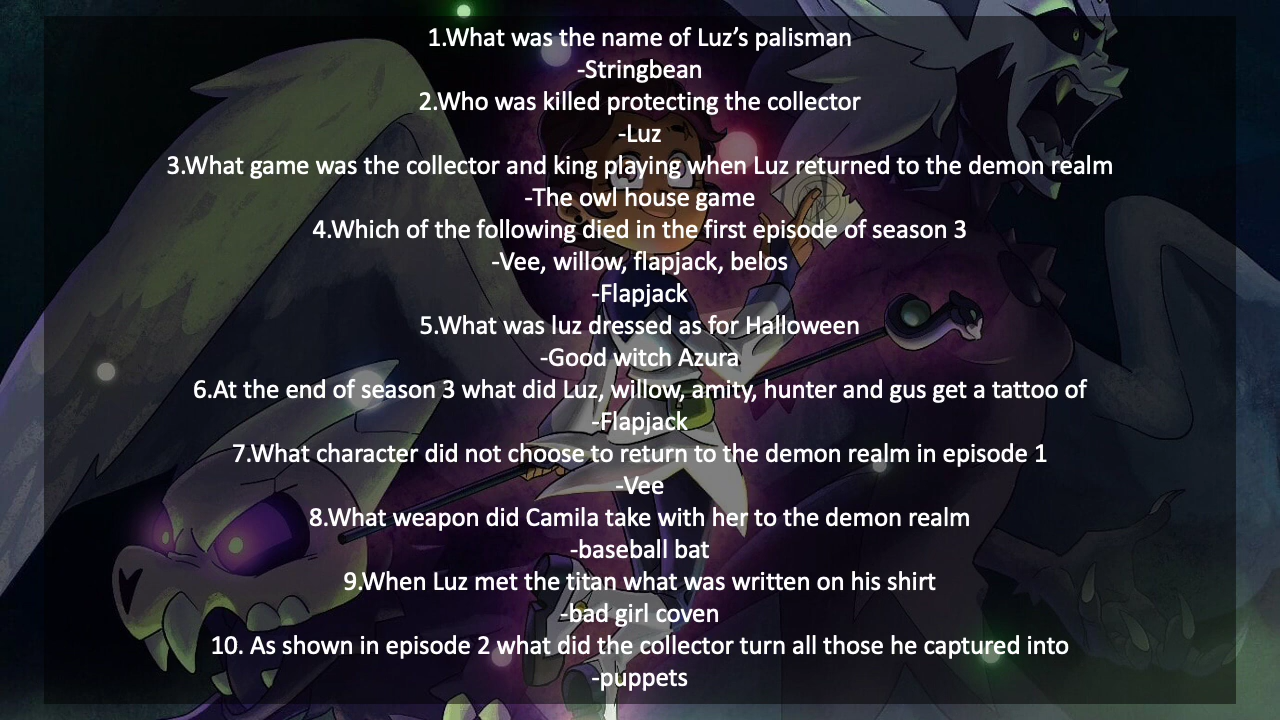 1.What was the name of Luz’s palisman
-Stringbean
2.Who was killed protecting the collector
-Luz
3.What game was the collector and king playing when Luz returned to the demon realm
-The owl house game
4.Which of the following died in the first episode of season 3
-Vee, willow, flapjack, belos
-Flapjack
5.What was luz dressed as for Halloween
-Good witch Azura
6.At the end of season 3 what did Luz, willow, amity, hunter and gus get a tattoo of
-Flapjack
7.What character did not choose to return to the demon realm in episode 1
-Vee
8.What weapon did Camila take with her to the demon realm
-baseball bat
9.When Luz met the titan what was written on his shirt
-bad girl coven
10. As shown in episode 2 what did the collector turn all those he captured into
-puppets